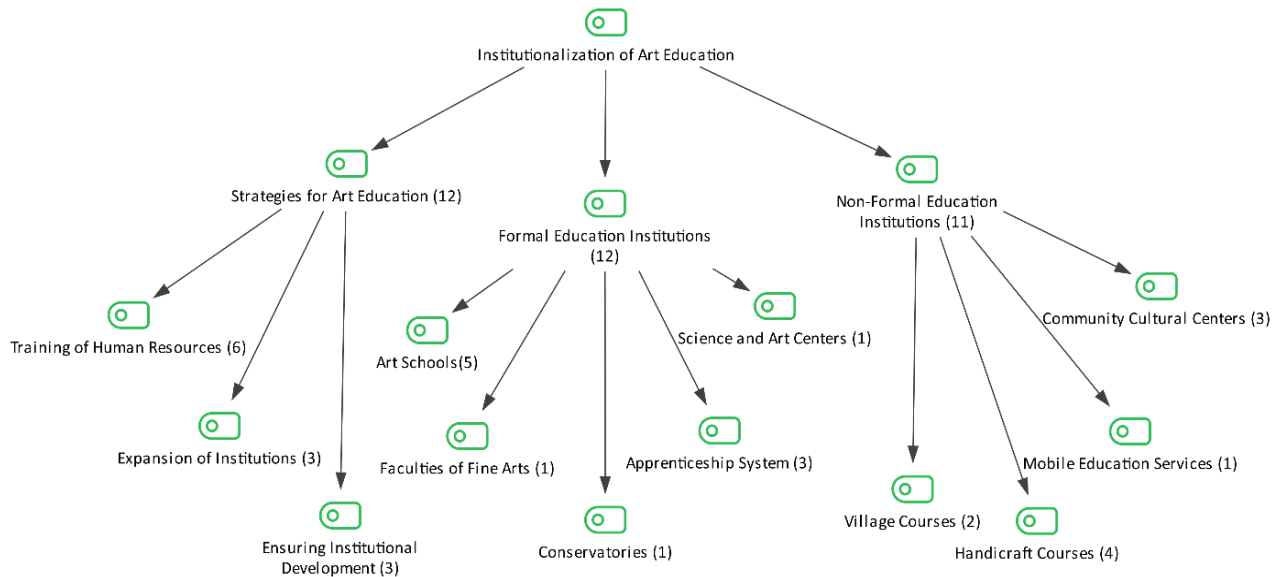 Institutionalization of Art Education
Strategies for Art Education (12)
Formal Education Institutions
(12)
Non-Formal Education
Institutions (11)
Training of Human Resources (6)
Expansion of Institutions (3)
Ensuring Institutional
Development (3)
Art Schools(5)
Faculties of Fine Arts (1)
Conservatories (1)
Apprenticeship System (3)
Science and Art Centers (1)
Village Courses (2)
Handicraft Courses (4)
Mobile Education Services (1)
Community Cultural Centers (3)